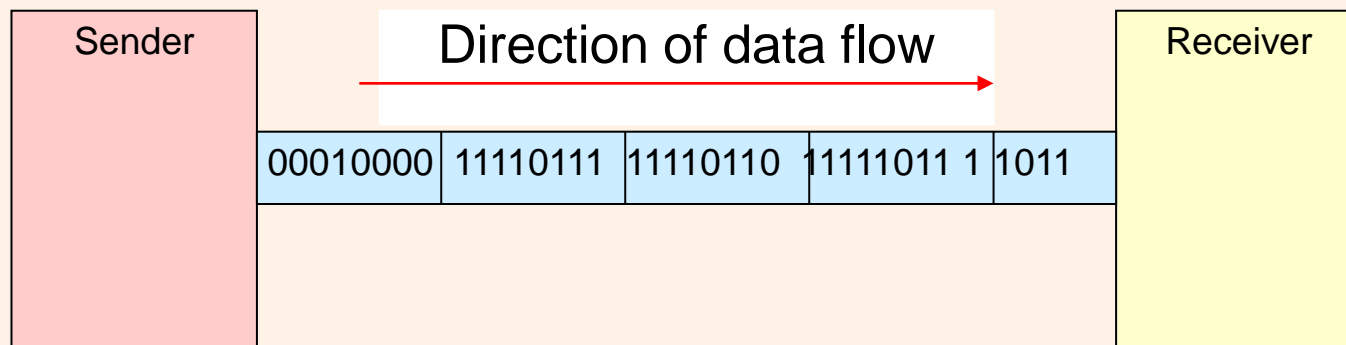 Sender
Direction of data flow
Receiver
00010000 11110111 11110110 11111011 1 1011